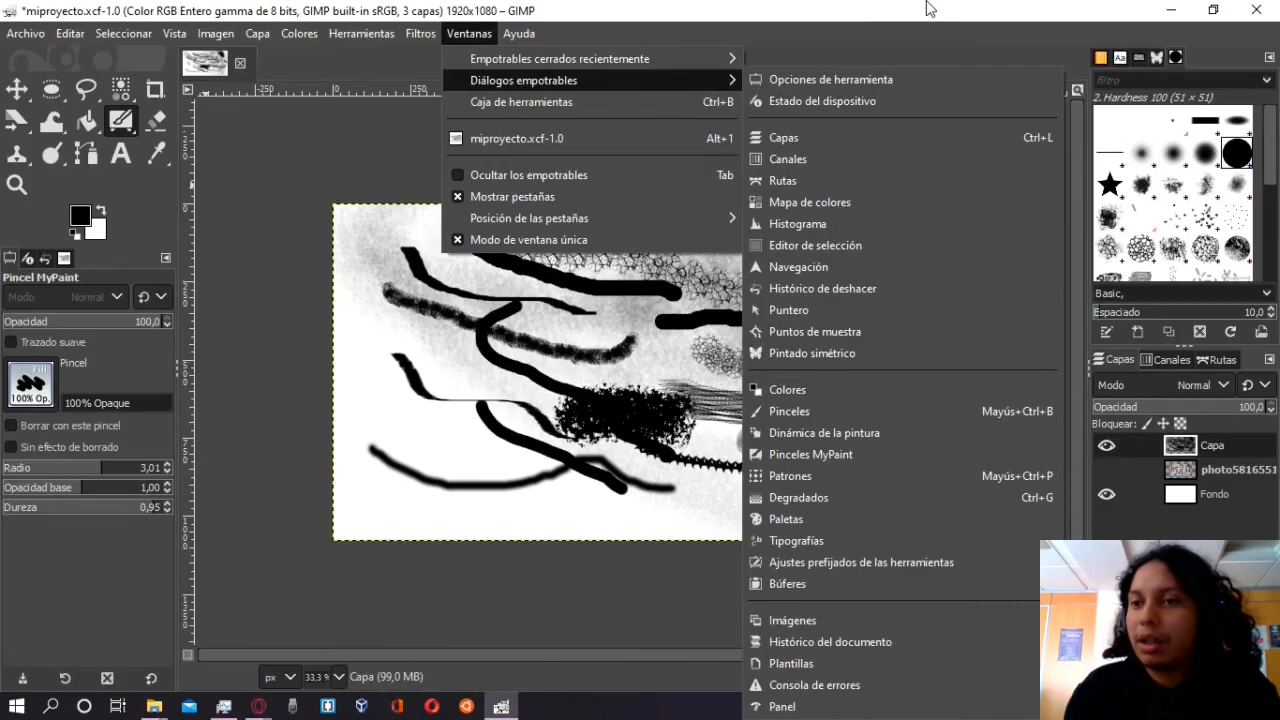 *miproyecto.xcf-1.0 (Color RGB Entero gamma de 8 bits, GIMP built-in sRGB, 3 capas) 1920x1080 – GIMP
Archivo Editar Seleccionar Vista Imagen Capa Colores Herramientas Filtros Ventanas Ayuda
Empotrables cerrados recientemente
Diálogos empotrables
Caja de herramientas Ctrl+B
miproyecto.xcf-1.0 Alt+1
Ocultar los empotrables Tab
Mostrar pestañas
Posición de las pestañas
Modo de ventana única
Opciones de herramienta
Estado del dispositivo
Capas Ctrl+L
Canales
Rutas
Mapa de colores
Histograma
Editor de selección
Navegación
Histórico de deshacer
Puntero
Puntos de muestra
Pintado simétrico
Colores
Pinceles Mayús+Ctrl+B
Dinámica de la pintura
Pinceles MyPaint
Patrones Mayús+Ctrl+P
Degradados Ctrl+G
Paletas
Tipografías
Ajustes prefijados de las herramientas
Búferes
Imágenes
Histórico del documento
Plantillas
Consola de errores
Panel
-250 0 250
Pincel MyPaint
Modo Normal
Opacidad 100,0
Trazado suave
Pincel
Fill
100% Op.
100% Opaque
Borrar con este pincel
Sin efecto de borrado
Radio 3,01
Opacidad base 1,00
Dureza 0,95
px 33,3 % Capa (99,0 MB)
Aa
filtro
2. Hardness 100 (51 × 51)
Basic,
Espaciado 10,0
Capas Canales Rutas
Modo Normal
Opacidad 100,0
Bloquear:
Capa
photo5816551
Fondo